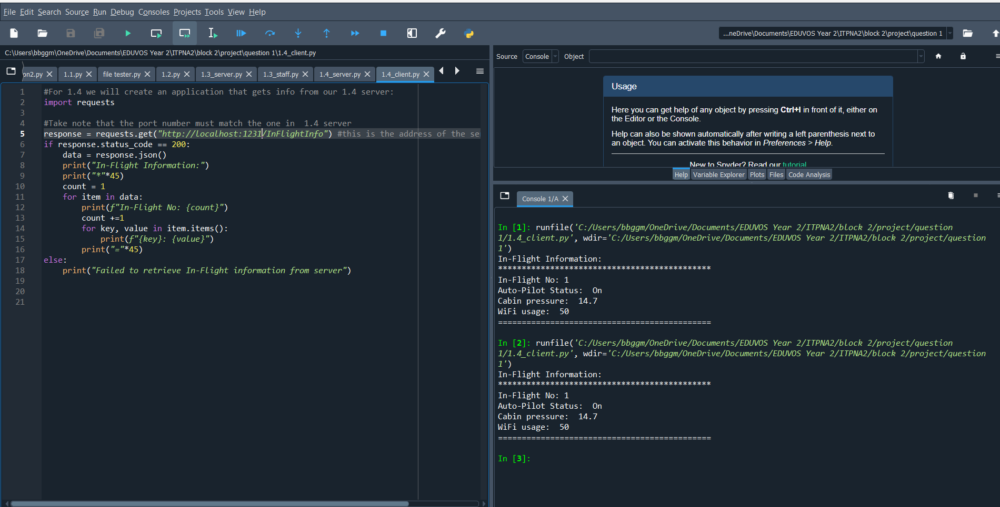 File Edit Search Source Run Debug Consoles Projects Tools View Help
...neDrive\Documents\EDUVOS Year 2\ITPNA2\block 2\project\question 1
C:\Users\bbggm\OneDrive\Documents\EDUVOS Year 2\ITPNA2\block 2\project\question 1\1.4_client.py
on2.py 1.1.py file tester.py 1.2.py 1.3_server.py 1.3_staff.py 1.4_server.py 1.4_client.py
1 #For 1.4 we will create an application that gets info from our 1.4 server:
2 import requests
3
4 #Take note that the port number must match the one in  1.4 server
5 response = requests.get("http://localhost:1231/InFlightInfo") #this is the address of the se
6 if response.status_code == 200:
7     data = response.json()
8     print("In-Flight Information:")
9     print("*"*45)
10     count = 1
11     for item in data:
12         print(f"In-Flight No: {count}")
13         count +=1
14         for key, value in item.items():
15             print(f"{key}: {value}")
16         print("="*45)
17 else:
18     print("Failed to retrieve In-Flight information from server")
19
20
21
Source Console Object
Usage
Here you can get help of any object by pressing Ctrl+I in front of it, either on
the Editor or the Console.
Help can also be shown automatically after writing a left parenthesis next to
an object. You can activate this behavior in Preferences > Help.
New to Spyder? Read our tutorial
Help Variable Explorer Plots Files Code Analysis
Console 1/A
In [1]: runfile('C:/Users/bbggm/OneDrive/Documents/EDUVOS Year 2/ITPNA2/block 2/project/question
1/1.4_client.py', wdir='C:/Users/bbggm/OneDrive/Documents/EDUVOS Year 2/ITPNA2/block 2/project/question
1')
In-Flight Information:
*********************************************
In-Flight No: 1
Auto-Pilot Status:  On
Cabin pressure:  14.7
WiFi usage:  50
=============================================
In [2]: runfile('C:/Users/bbggm/OneDrive/Documents/EDUVOS Year 2/ITPNA2/block 2/project/question
1/1.4_client.py', wdir='C:/Users/bbggm/OneDrive/Documents/EDUVOS Year 2/ITPNA2/block 2/project/question
1')
In-Flight Information:
*********************************************
In-Flight No: 1
Auto-Pilot Status:  On
Cabin pressure:  14.7
WiFi usage:  50
=============================================
In [3]: